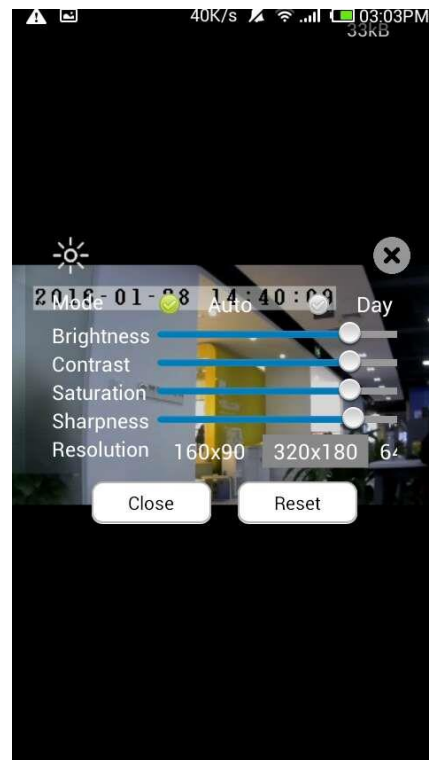 40K/s 03:03PM
33kB
2016-01-28 14:40:09
Mode Auto Day
Brightness
Contrast
Saturation
Sharpness
Resolution 160x90 320x180 64
Close Reset